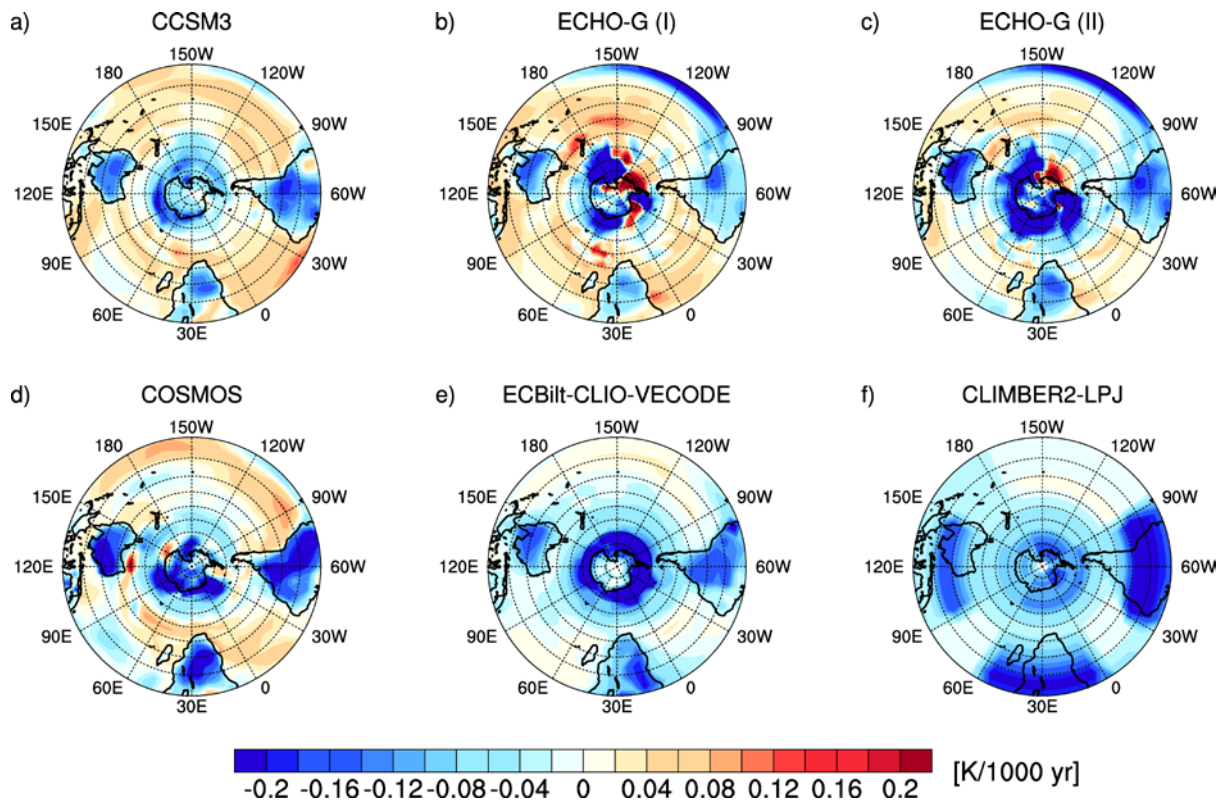 a) CCSM3
b) ECHO-G (I)
c) ECHO-G (II)
150W
180
120W
150E
90W
120E
60W
90E
30W
60E
0
30E
150W
180
120W
150E
90W
120E
60W
90E
30W
60E
0
30E
150W
180
120W
150E
90W
120E
60W
90E
30W
60E
0
30E
d) COSMOS
e) ECBilt-CLIO-VECODE
f) CLIMBER2-LPJ
150W
180
120W
150E
90W
120E
60W
90E
30W
60E
0
30E
150W
180
120W
150E
90W
120E
60W
90E
30W
60E
0
30E
150W
180
120W
150E
90W
120E
60W
90E
30W
60E
0
30E
-0.2 -0.16 -0.12 -0.08 -0.04 0 0.04 0.08 0.12 0.16 0.2 [K/1000 yr]